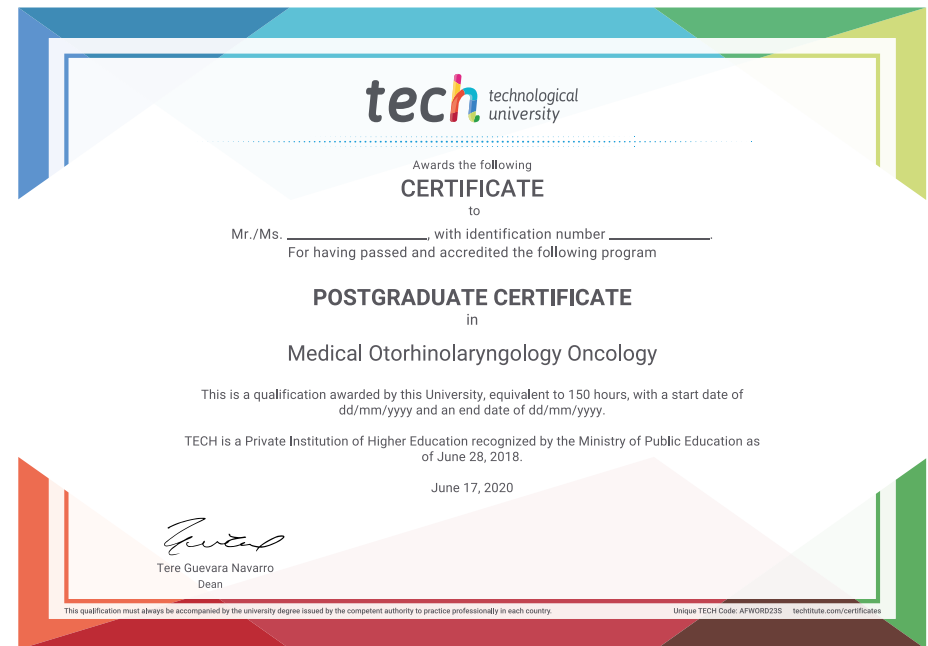 tech technological
university
Awards the following
CERTIFICATE
to
Mr./Ms. ____________________, with identification number ______________.
For having passed and accredited the following program
POSTGRADUATE CERTIFICATE
in
Medical Otorhinolaryngology Oncology
This is a qualification awarded by this University, equivalent to 150 hours, with a start date of
dd/mm/yyyy and an end date of dd/mm/yyyy.
TECH is a Private Institution of Higher Education recognized by the Ministry of Public Education as
of June 28, 2018.
June 17, 2020
Tere Guevara Navarro
Dean
This qualification must always be accompanied by the university degree issued by the competent authority to practice professionally in each country.
Unique TECH Code: AFWORD23S techtitute.com/certificates